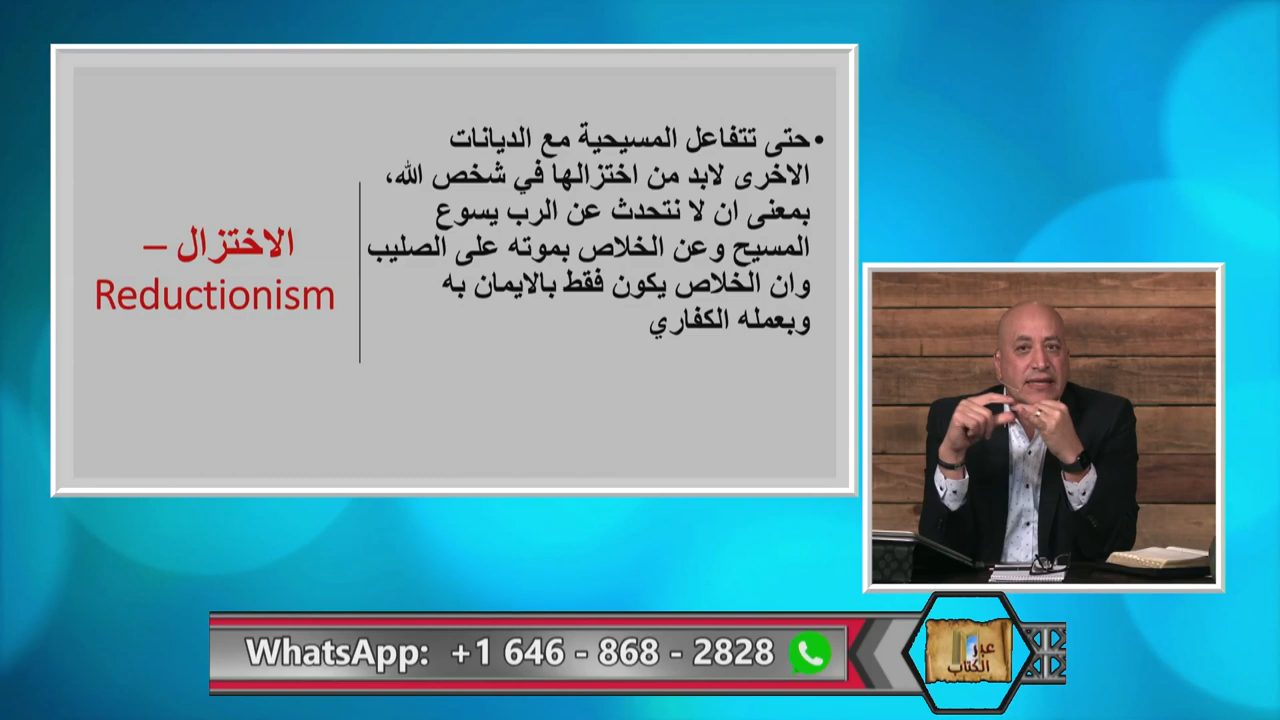 •حتى تتفاعل المسيحية مع الديانات
الاخرى لابد من اختزالها في شخص الله،
بمعنى ان لا نتحدث عن الرب يسوع
المسيح وعن الخلاص بموته على الصليب
وان الخلاص يكون فقط بالايمان به
وبعمله الكفاري
الاختزال –
Reductionism
WhatsApp: +1 646 - 868 - 2828
عبر
الكتاب